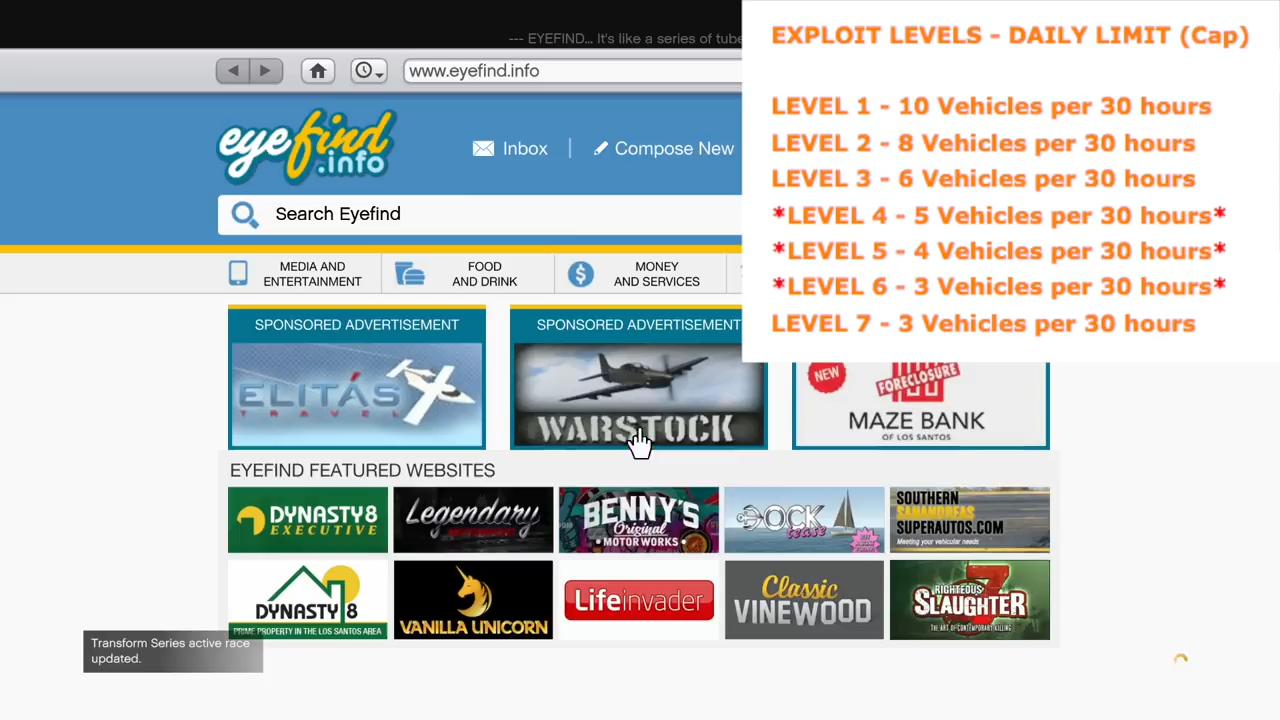 --- EYEFIND... It's like a series of tube
www.eyefind.info
eyefind
.info
Inbox
Compose New
Search Eyefind
MEDIA AND
ENTERTAINMENT
FOOD
AND DRINK
MONEY
AND SERVICES
EXPLOIT LEVELS - DAILY LIMIT (Cap)
LEVEL 1 - 10 Vehicles per 30 hours
LEVEL 2 - 8 Vehicles per 30 hours
LEVEL 3 - 6 Vehicles per 30 hours
*LEVEL 4 - 5 Vehicles per 30 hours*
*LEVEL 5 - 4 Vehicles per 30 hours*
*LEVEL 6 - 3 Vehicles per 30 hours*
LEVEL 7 - 3 Vehicles per 30 hours
SPONSORED ADVERTISEMENT
ELITÁS
TRAVEL
SPONSORED ADVERTISEMENT
WARSTOCK
NEW
FORECLOSURE
MAZE BANK
OF LOS SANTOS
EYEFIND FEATURED WEBSITES
DYNASTY8
EXECUTIVE
Legendary
BENNY'S
Original
MOTORWORKS
DOCK
tease
SOUTHERN
SANANDREAS
SUPERAUTOS.COM
Meeting your vehicular needs
DYNASTY 8
PRIME PROPERTY IN THE LOS SANTOS AREA
VANILLA UNICORN
Lifeinvader
Classic
VINEWOOD
RIGHTEOUS
SLAUGHTER
7
THE ART OF CONTEMPORARY KILLING
Transform Series active race
updated.